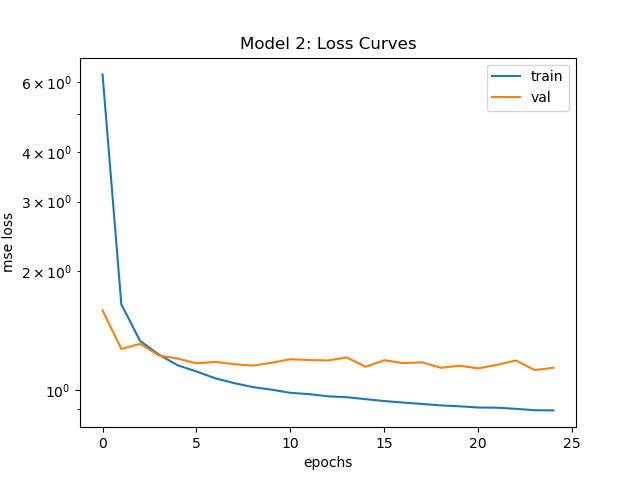 Model 2: Loss Curves
train
val
6 × 10⁰
4 × 10⁰
3 × 10⁰
2 × 10⁰
10⁰
mse loss
0 5 10 15 20 25
epochs